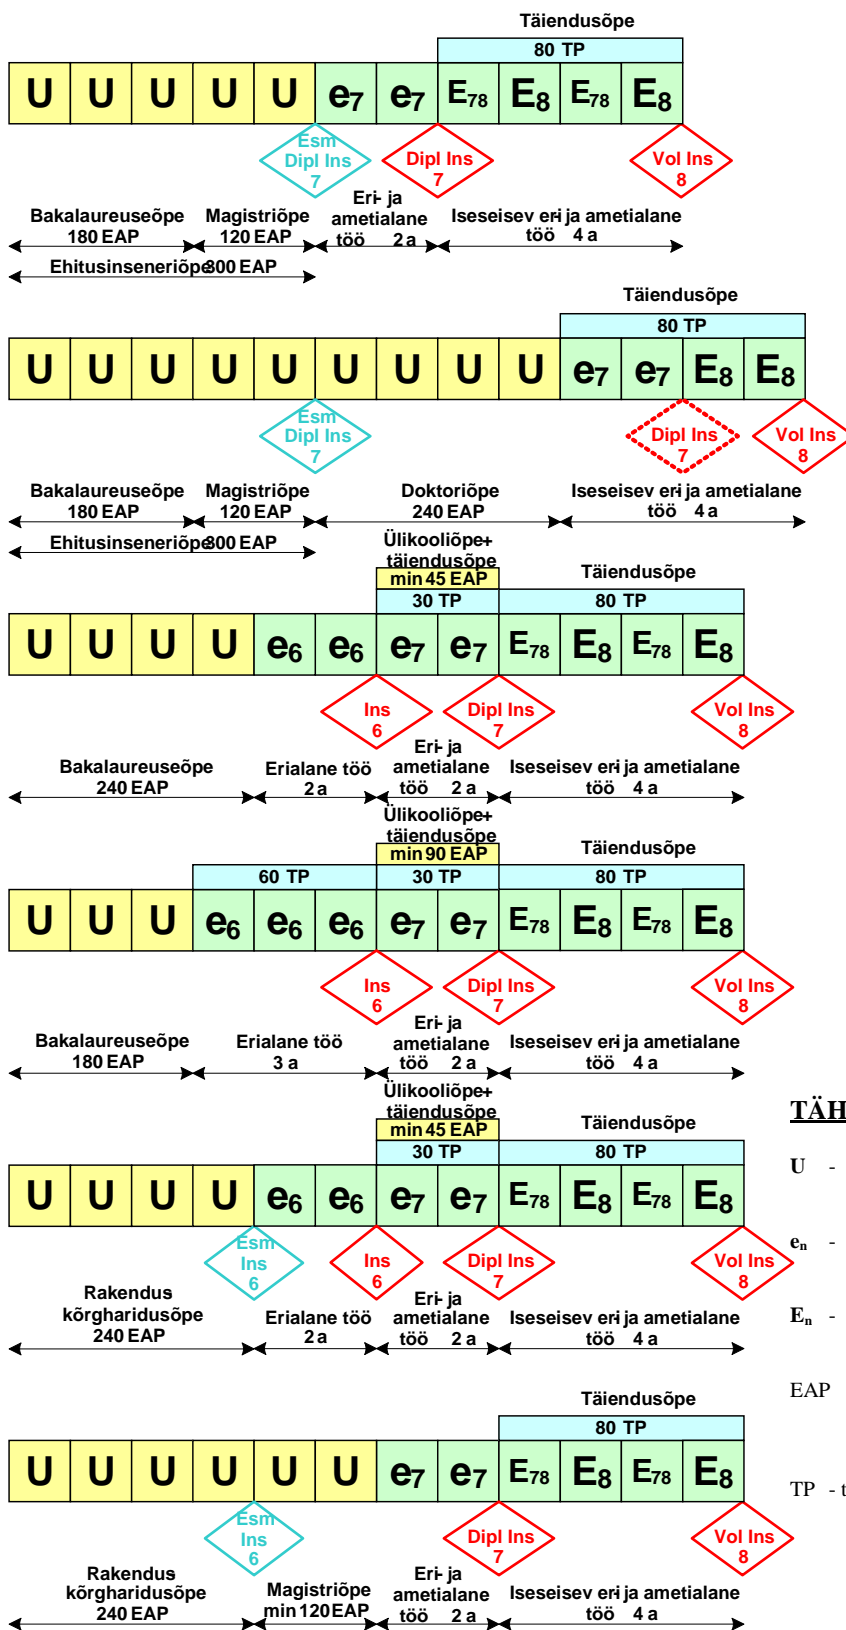 Täiendusõpe
80 TP
U U U U U e7 e7 E78 E8 E78 E8
Esm
Dipl Ins
7
Dipl Ins
7
Vol Ins
8
Bakalaureuseõpe
180 EAP
Magistriõpe
120 EAP
Eri- ja
ametialane
töö 2 a
Iseseisev eri- ja ametialane
töö 4 a
Ehitusinseneriõpe 300 EAP
Täiendusõpe
80 TP
U U U U U U U U U e7 e7 E8 E8
Esm
Dipl Ins
7
Dipl Ins
7
Vol Ins
8
Bakalaureuseõpe
180 EAP
Magistriõpe
120 EAP
Doktoriõpe
240 EAP
Iseseisev eri- ja ametialane
töö 4 a
Ehitusinseneriõpe 300 EAP
Ülikooliõpe+
täiendusõpe
min 45 EAP
30 TP
Täiendusõpe
80 TP
U U U U e6 e6 e7 e7 E78 E8 E78 E8
Ins
6
Dipl Ins
7
Vol Ins
8
Bakalaureuseõpe
240 EAP
Erialane töö
2 a
Eri- ja
ametialane
töö 2 a
Iseseisev eri- ja ametialane
töö 4 a
Ülikooliõpe+
täiendusõpe
min 90 EAP
60 TP
30 TP
Täiendusõpe
80 TP
U U U e6 e6 e6 e7 e7 E78 E8 E78 E8
Ins
6
Dipl Ins
7
Vol Ins
8
Bakalaureuseõpe
180 EAP
Erialane töö
3 a
Eri- ja
ametialane
töö 2 a
Iseseisev eri- ja ametialane
töö 4 a
Ülikooliõpe+
täiendusõpe
min 45 EAP
30 TP
Täiendusõpe
80 TP
U U U U e6 e6 e7 e7 E78 E8 E78 E8
Esm
Ins
6
Ins
6
Dipl Ins
7
Vol Ins
8
Rakendus
kõrgharidusõpe
240 EAP
Erialane töö
2 a
Eri- ja
ametialane
töö 2 a
Iseseisev eri- ja ametialane
töö 4 a
Täiendusõpe
80 TP
U U U U U U e7 e7 E78 E8 E78 E8
Esm
Ins
6
Dipl Ins
7
Vol Ins
8
Rakendus
kõrgharidusõpe
240 EAP
Magistriõpe
min 120 EAP
Eri- ja
ametialane
töö 2 a
Iseseisev eri- ja ametialane
töö 4 a
TÄH
U -
en -
En -
EAP
TP - t